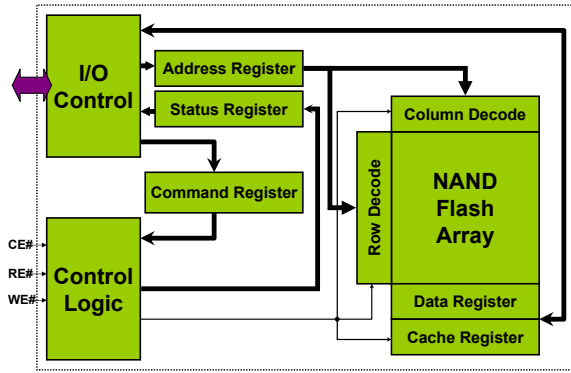 I/O
Control
Address Register
Status Register
Command Register
Column Decode
Row Decode
NAND
Flash
Array
CE#
RE#
WE#
Control
Logic
Data Register
Cache Register